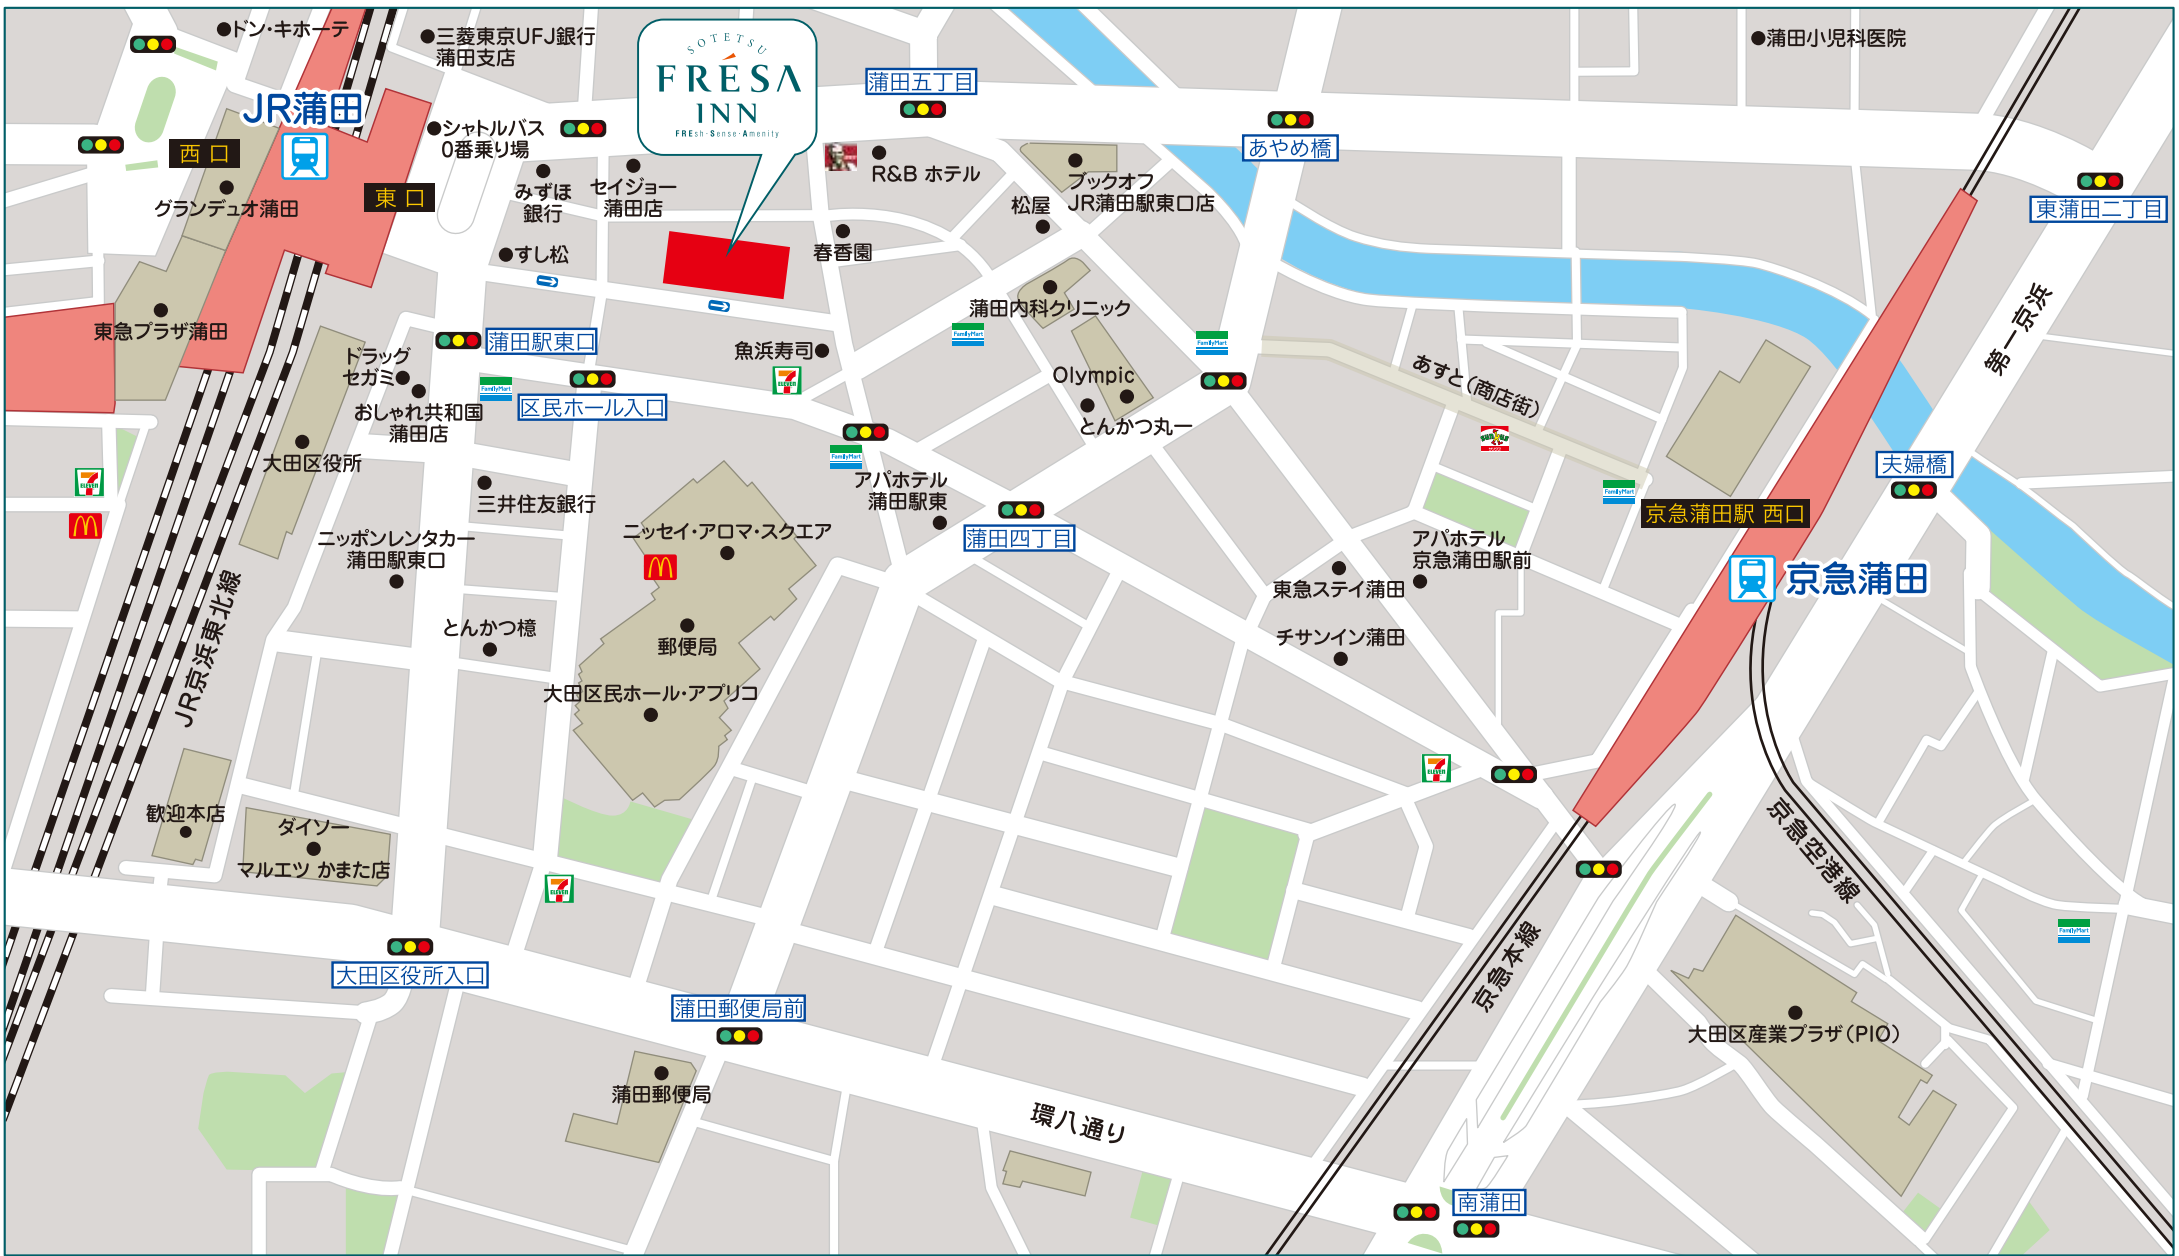 ドン・キホーテ
三菱東京UFJ銀行
蒲田支店
SOTETSU
FRESA
INN
FREsh・Sense・Amenity
蒲田五丁目
蒲田小児科医院
JR蒲田
西口
東口
シャトルバス
0番乗り場
みずほ
銀行
セイジョー
蒲田店
R&B ホテル
ブックオフ
JR蒲田駅東口店
あやめ橋
東蒲田二丁目
グランデュオ蒲田
松屋
すし松
春香園
東急プラザ蒲田
蒲田内科クリニック
第一京浜
蒲田駅東口
ドラッグ
セガミ
魚浜寿司
7 ELEVEN
FamilyMart
FamilyMart
FamilyMart
おしゃれ共和国
蒲田店
区民ホール入口
Olympic
とんかつ丸一
あすと(商店街)
SUNKUS
大田区役所
7 ELEVEN
FamilyMart
三井住友銀行
アパホテル
蒲田駅東
FamilyMart
夫婦橋
京急蒲田駅 西口
ニッポンレンタカー
蒲田駅東口
ニッセイ・アロマ・スクエア
蒲田四丁目
アパホテル
京急蒲田駅前
東急ステイ蒲田
京急蒲田
JR京浜東北線
とんかつ檍
郵便局
チサンイン蒲田
大田区民ホール・アプリコ
7 ELEVEN
歓迎本店
ダイソー
マルエツ かまた店
7 ELEVEN
京急空港線
FamilyMart
京急本線
大田区役所入口
蒲田郵便局前
大田区産業プラザ(PIO)
蒲田郵便局
環八通り
南蒲田